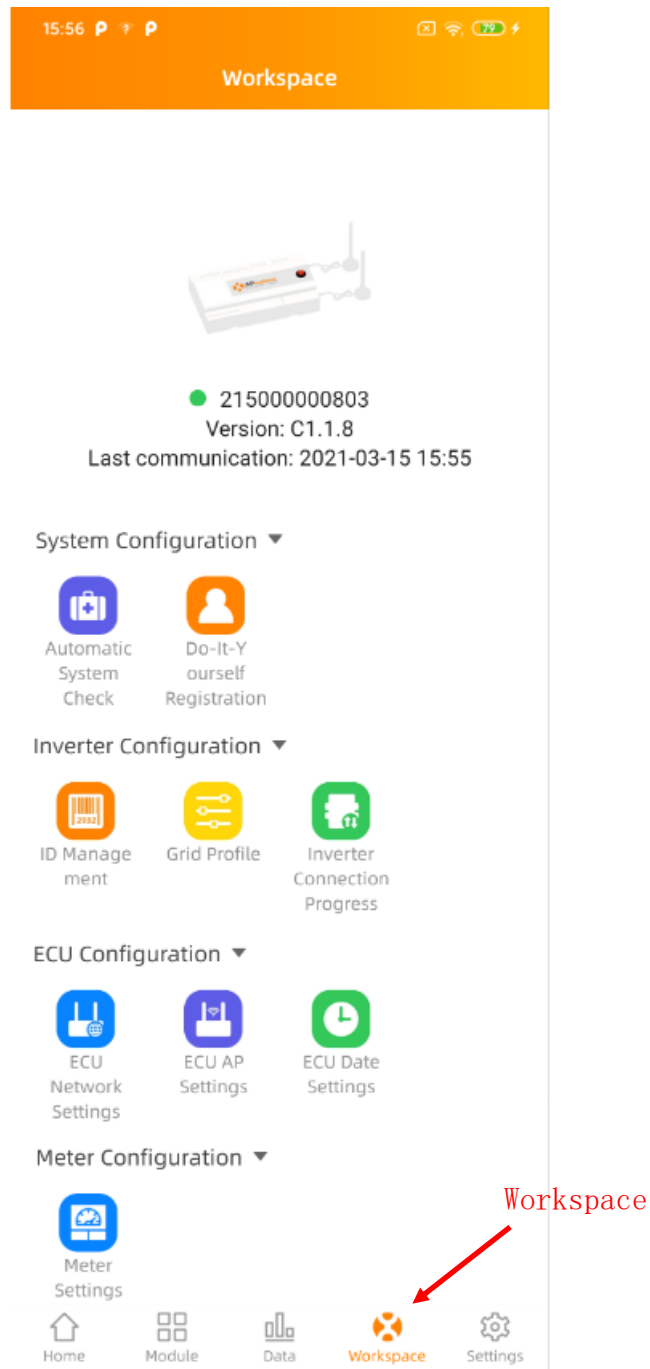 15:56
79
Workspace
APsystems
215000000803
Version: C1.1.8
Last communication: 2021-03-15 15:55
System Configuration
Automatic
System
Check
Do-It-Y
ourself
Registration
Inverter Configuration
2952
ID Manage
ment
Grid Profile
Inverter
Connection
Progress
ECU Configuration
ECU
Network
Settings
ECU AP
Settings
ECU Date
Settings
Meter Configuration
Workspace
Meter
Settings
Home
Module
Data
Workspace
Settings